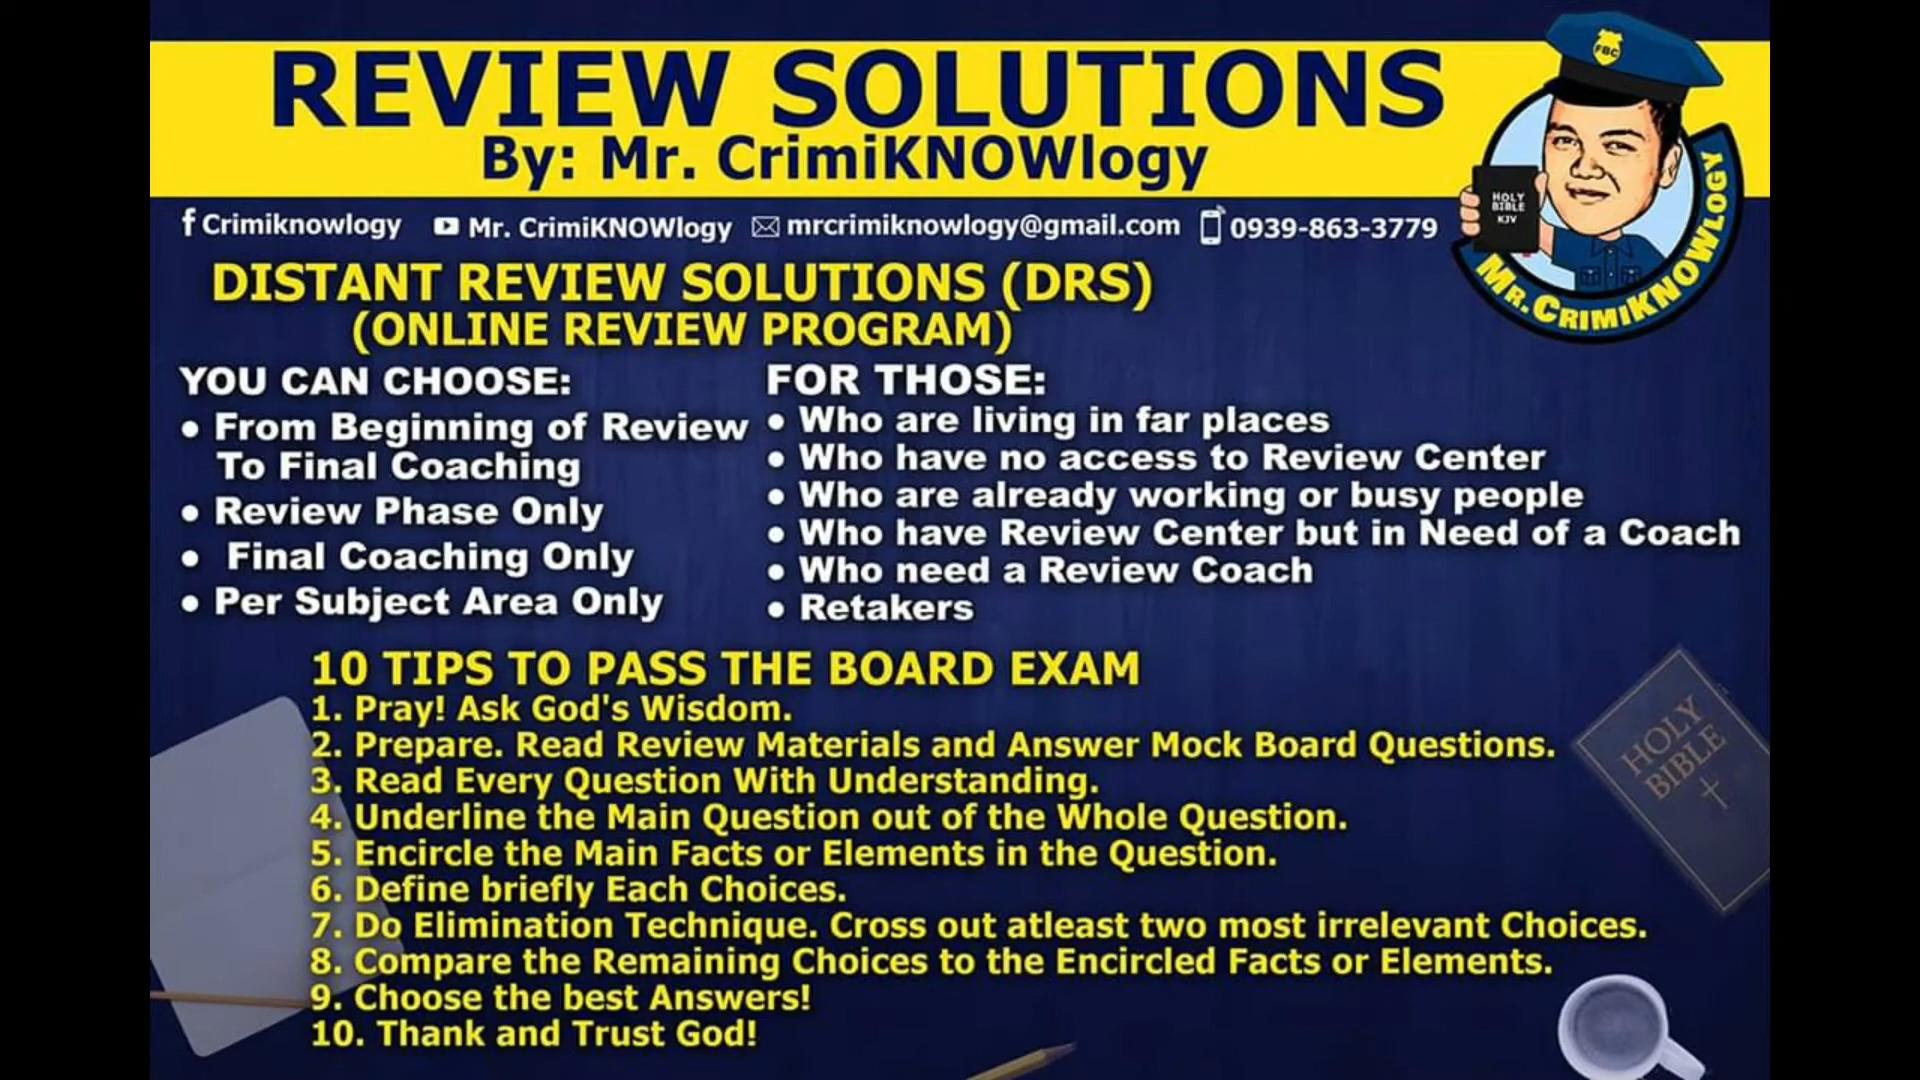 REVIEW SOLUTIONS
By: Mr. CrimiKNOWlogy
FBC
HOLY
BIBLE
KJV
MR. CRIMIKNOWLOGY
f Crimiknowlogy Mr. CrimiKNOWlogy mrcrimiknowlogy@gmail.com 0939-863-3779
DISTANT REVIEW SOLUTIONS (DRS)
(ONLINE REVIEW PROGRAM)
YOU CAN CHOOSE:
• From Beginning of Review
To Final Coaching
• Review Phase Only
• Final Coaching Only
• Per Subject Area Only
FOR THOSE:
• Who are living in far places
• Who have no access to Review Center
• Who are already working or busy people
• Who have Review Center but in Need of a Coach
• Who need a Review Coach
• Retakers
10 TIPS TO PASS THE BOARD EXAM
1. Pray! Ask God's Wisdom.
2. Prepare. Read Review Materials and Answer Mock Board Questions.
3. Read Every Question With Understanding.
4. Underline the Main Question out of the Whole Question.
5. Encircle the Main Facts or Elements in the Question.
6. Define briefly Each Choices.
7. Do Elimination Technique. Cross out atleast two most irrelevant Choices.
8. Compare the Remaining Choices to the Encircled Facts or Elements.
9. Choose the best Answers!
10. Thank and Trust God!
HOLY
BIBLE